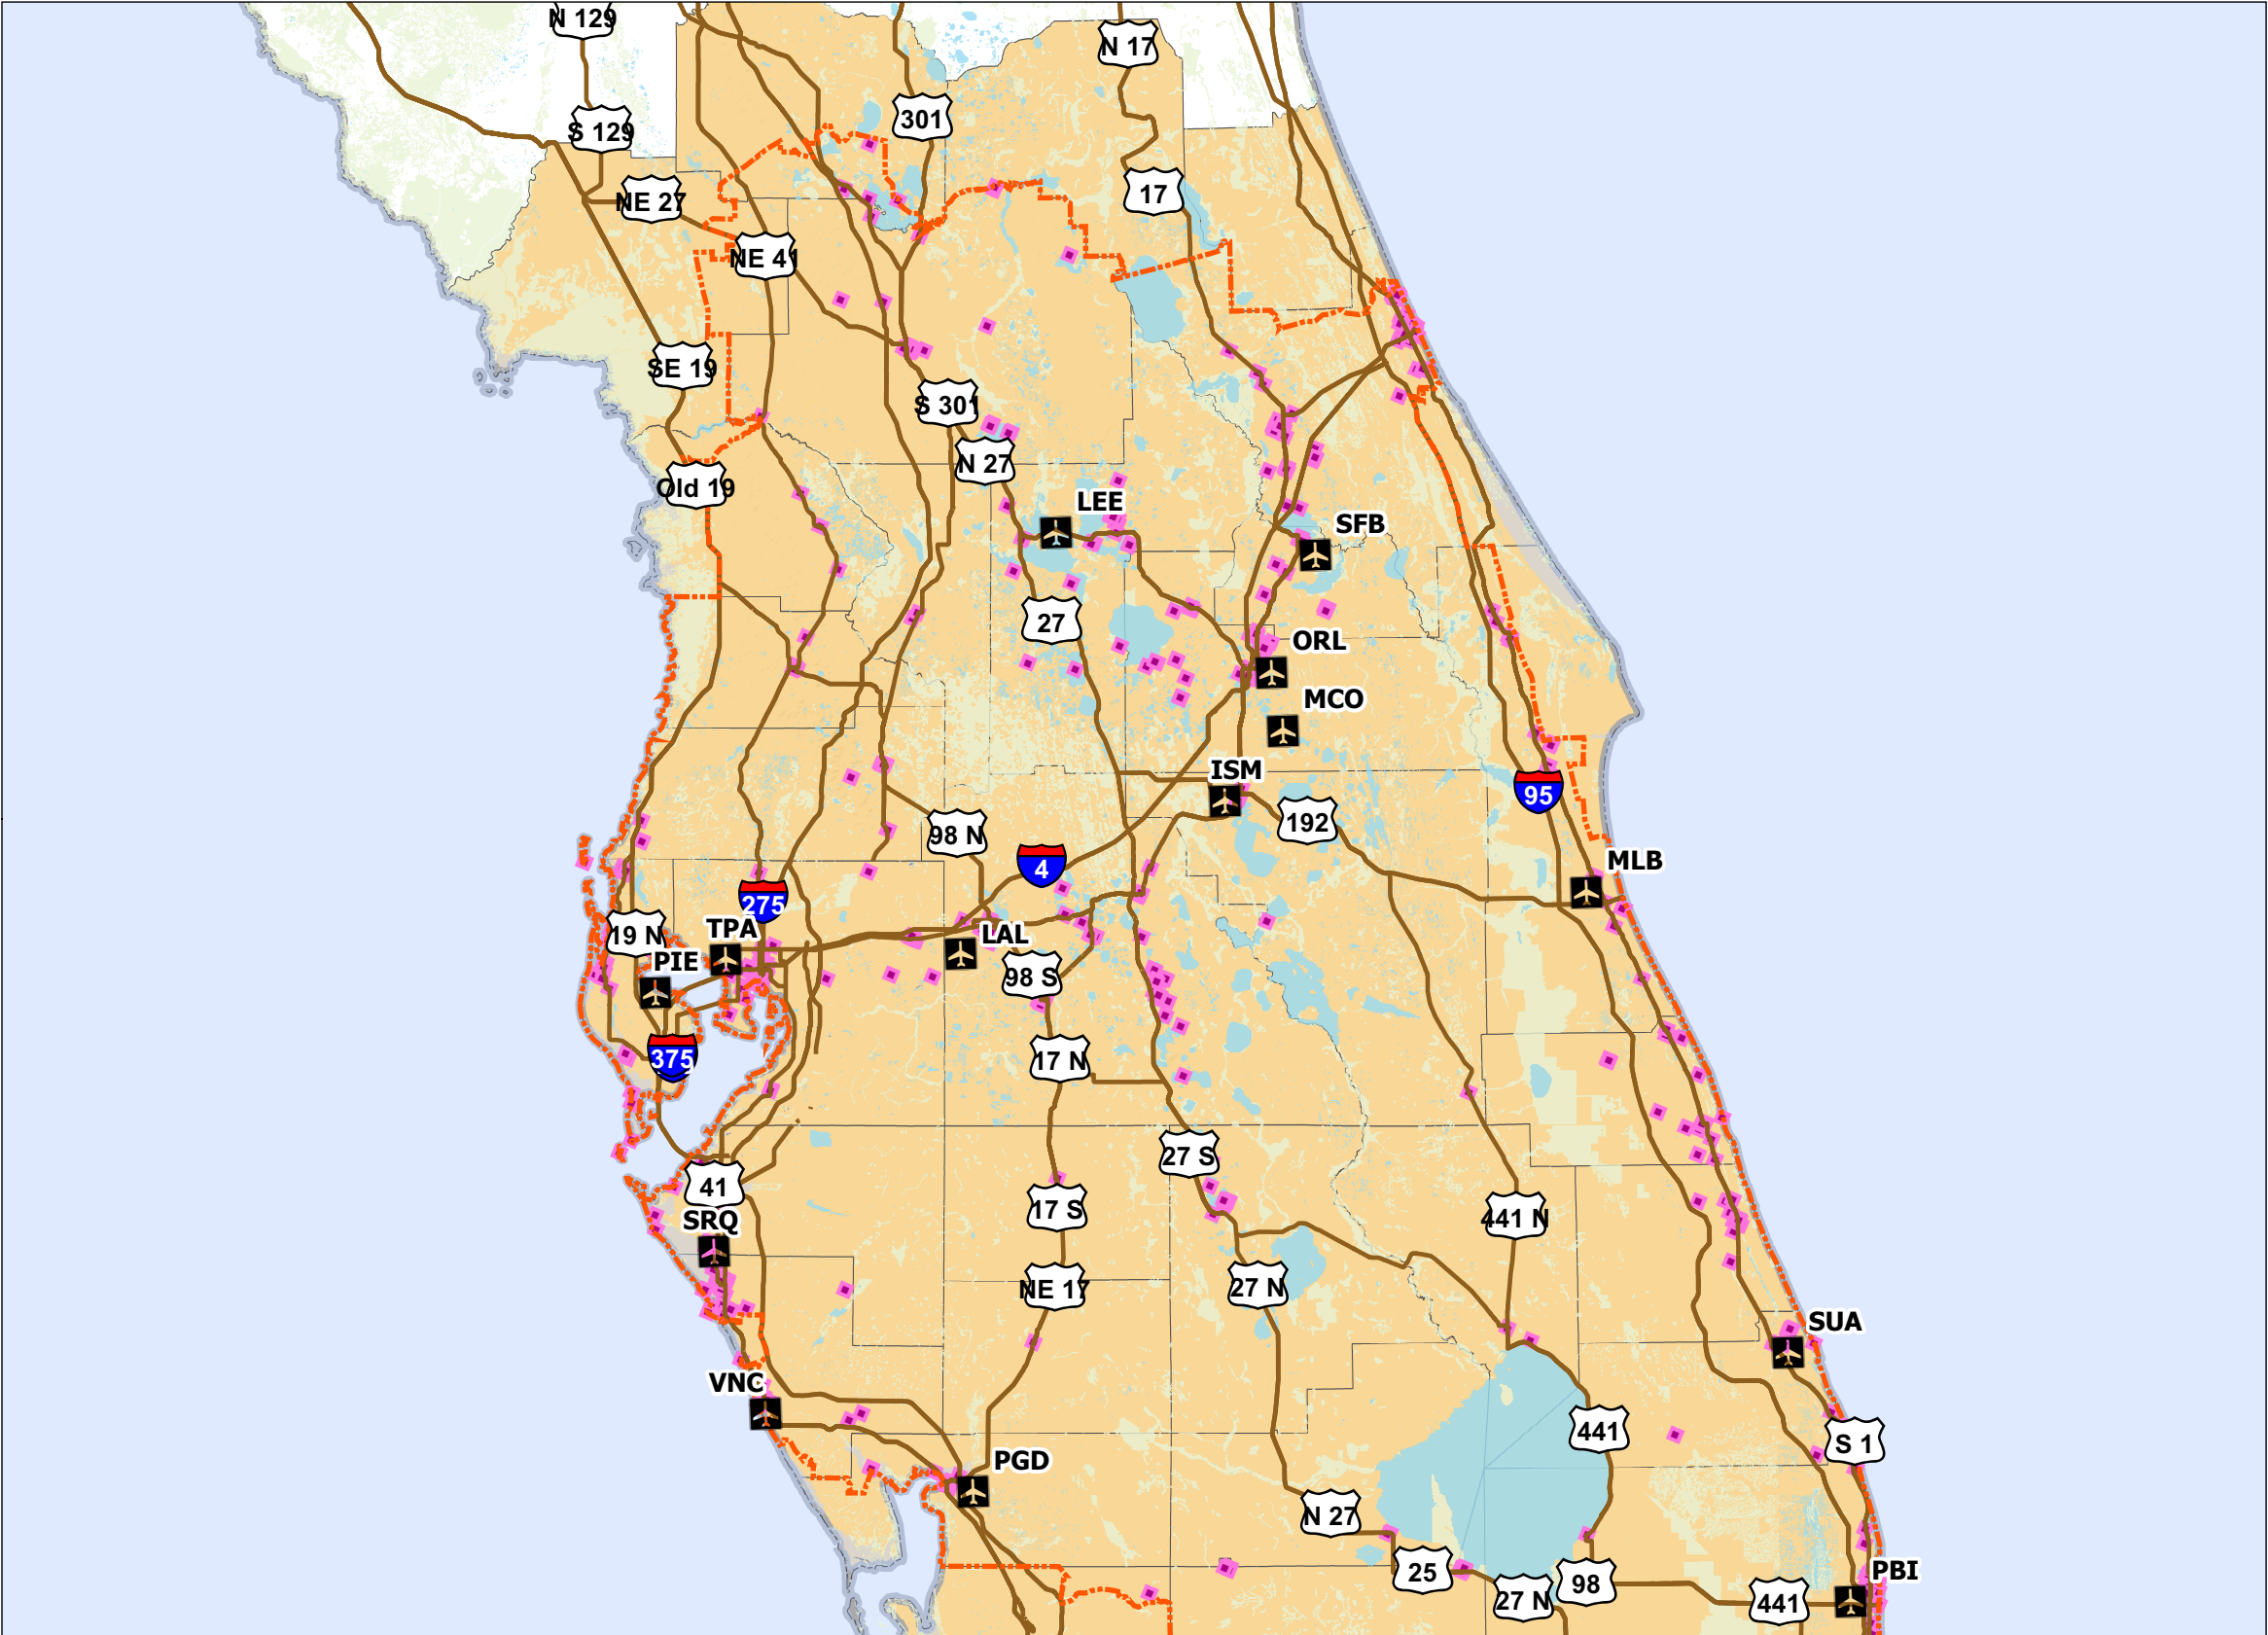 N 129
N 17
301
S 129
17
NE 27
NE 41
SE 19
S 301
N 27
Old 19
LEE
SFB
27
ORL
MCO
ISM
95
192
98 N
4
MLB
275
19 N
TPA
LAL
PIE
98 S
375
17 N
27 S
41
17 S
441 N
SRQ
NE 17
27 N
SUA
VNC
441
S 1
PGD
N 27
25
98
PBI
27 N
441